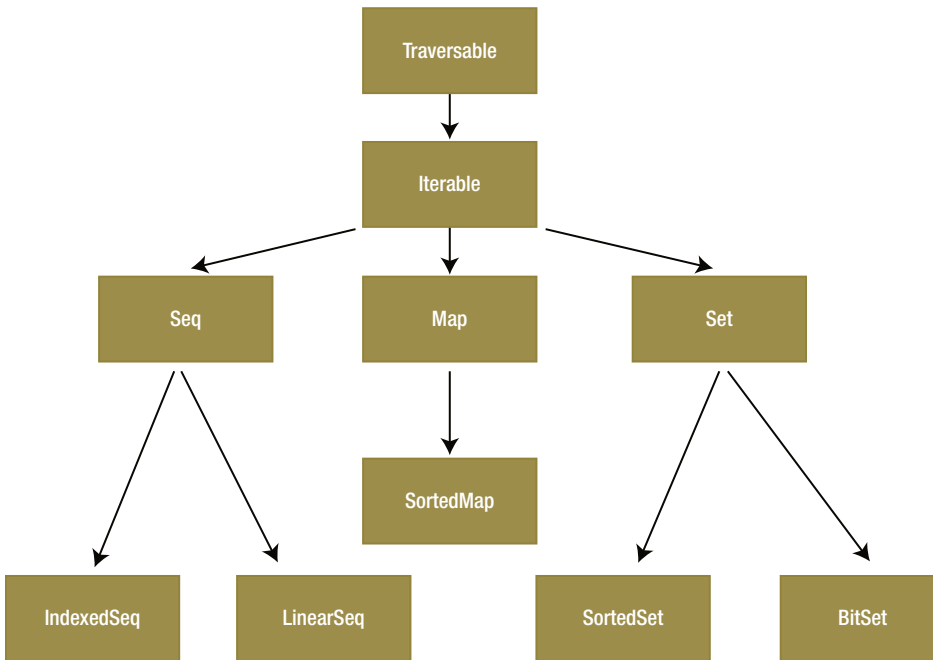 Traversable
Iterable
Seq
Map
Set
SortedMap
IndexedSeq
LinearSeq
SortedSet
BitSet